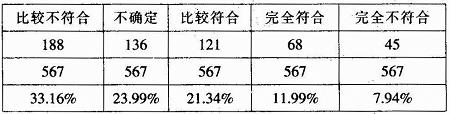 比较不符合 不确定 比较符合 完全符合 完全不符合
188 136 121 68 45
567 567 567 567 567
33.16% 23.99% 21.34% 11.99% 7.94%